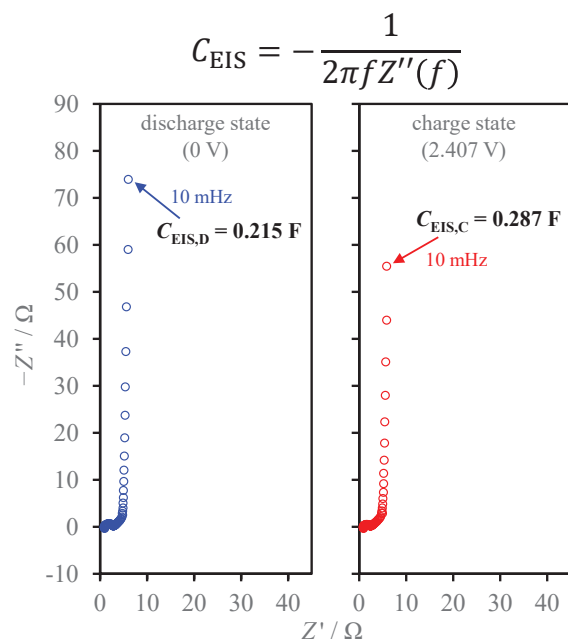 C_EIS = − 1 / 2πfZ″(f)
90
80
70
60
50
40
30
20
10
0
-10
−Z″ / Ω
discharge state
(0 V)
10 mHz
C_EIS,D = 0.215 F
0 10 20 30 40
charge state
(2.407 V)
C_EIS,C = 0.287 F
10 mHz
0 10 20 30 40
Z′ / Ω